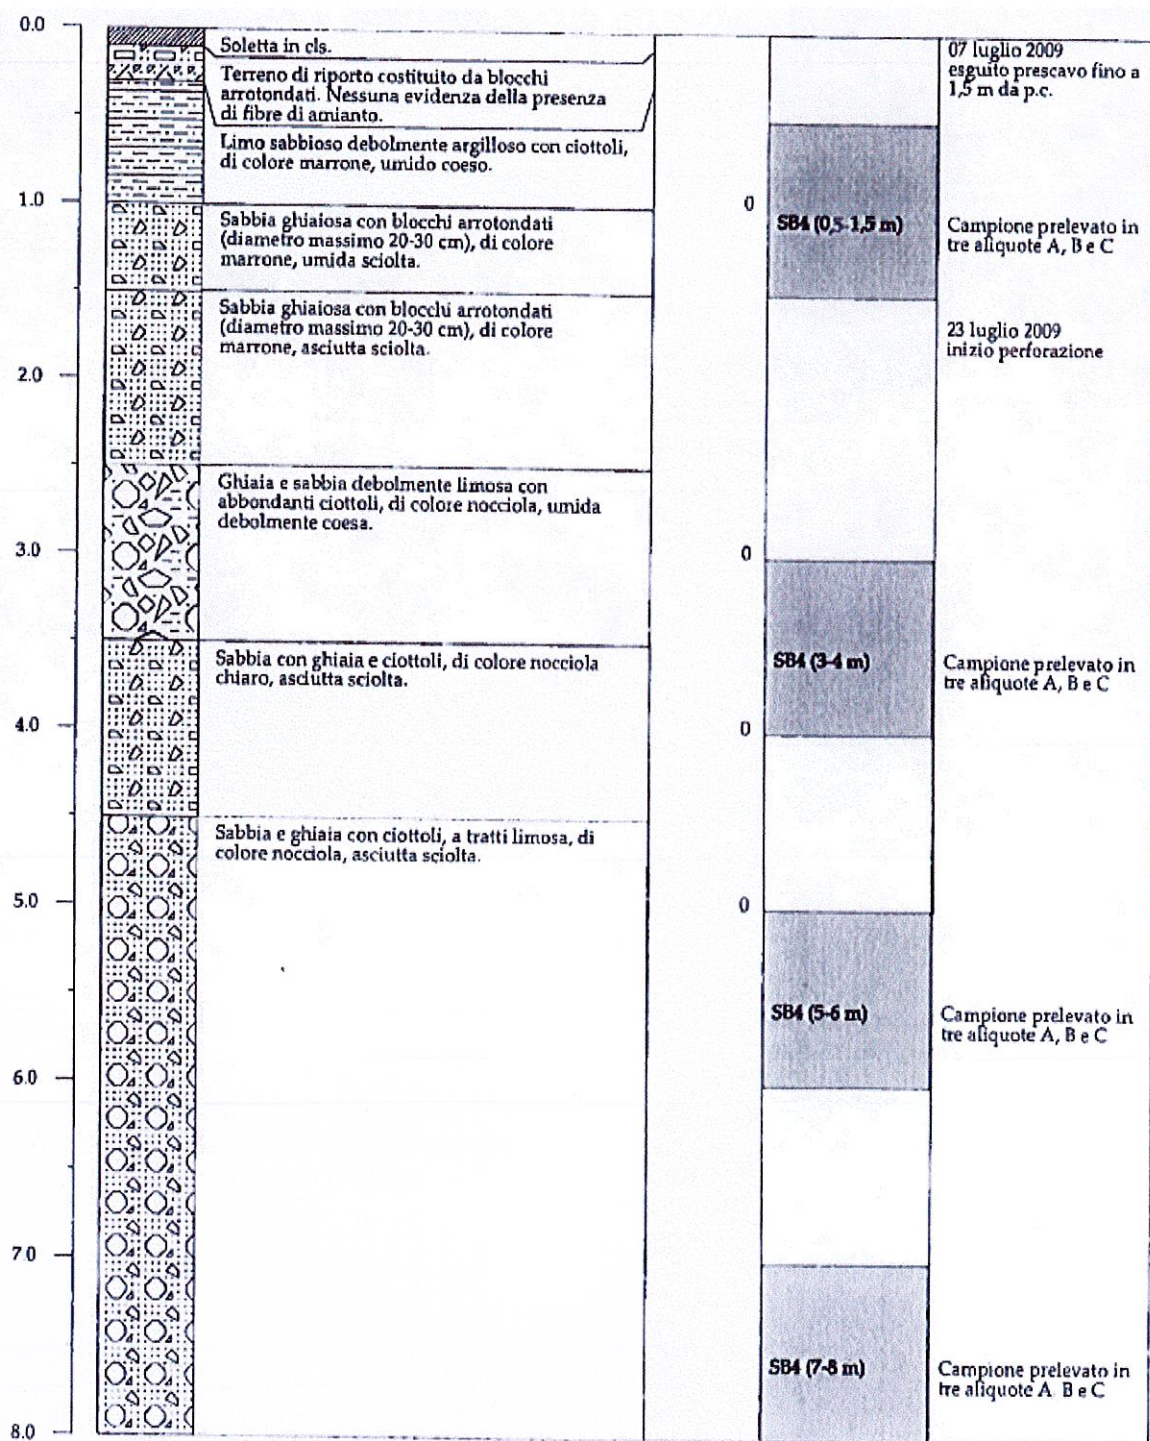 0.0
Soletta in cls.
Terreno di riporto costituito da blocchi
arrotondati. Nessuna evidenza della presenza
di fibre di amianto.
Limo sabbioso debolmente argilloso con ciottoli,
di colore marrone, umido coeso.
07 luglio 2009
esguito prescavo fino a
1,5 m da p.c.
1.0
Sabbia ghiaiosa con blocchi arrotondati
(diametro massimo 20-30 cm), di colore
marrone, umida sciolta.
0
SB4 (0,5-1,5 m)
Campione prelevato in
tre aliquote A, B e C
Sabbia ghiaiosa con blocchi arrotondati
(diametro massimo 20-30 cm), di colore
marrone, asciutta sciolta.
23 luglio 2009
inizio perforazione
2.0
Ghiaia e sabbia debolmente limosa con
abbondanti ciottoli, di colore nocciola, umida
debolmente coesa.
3.0
0
Sabbia con ghiaia e ciottoli, di colore nocciola
chiaro, asciutta sciolta.
SB4 (3-4 m)
Campione prelevato in
tre aliquote A, B e C
4.0
0
Sabbia e ghiaia con ciottoli, a tratti limosa, di
colore nocciola, asciutta sciolta.
5.0
0
SB4 (5-6 m)
Campione prelevato in
tre aliquote A, B e C
6.0
7.0
SB4 (7-8 m)
Campione prelevato in
tre aliquote A B e C
8.0